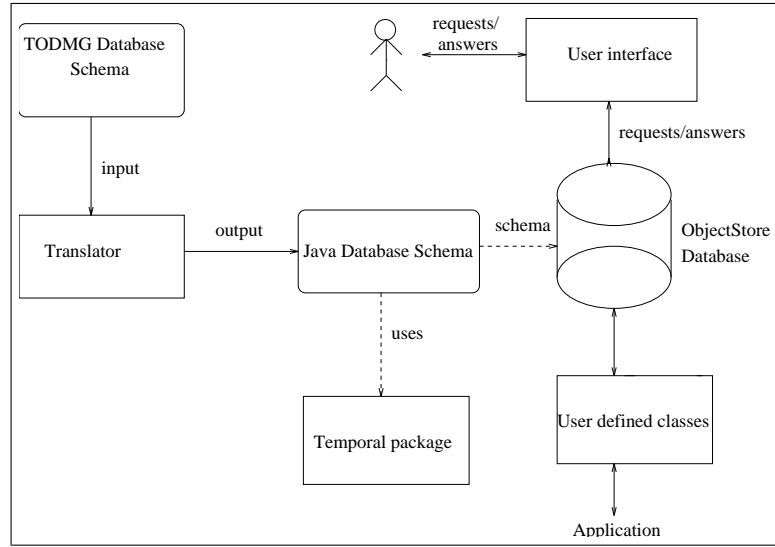 TODMG Database
Schema
requests/
answers
User interface
input
requests/answers
Translator
output
Java Database Schema
schema
ObjectStore
Database
uses
Temporal package
User defined classes
Application